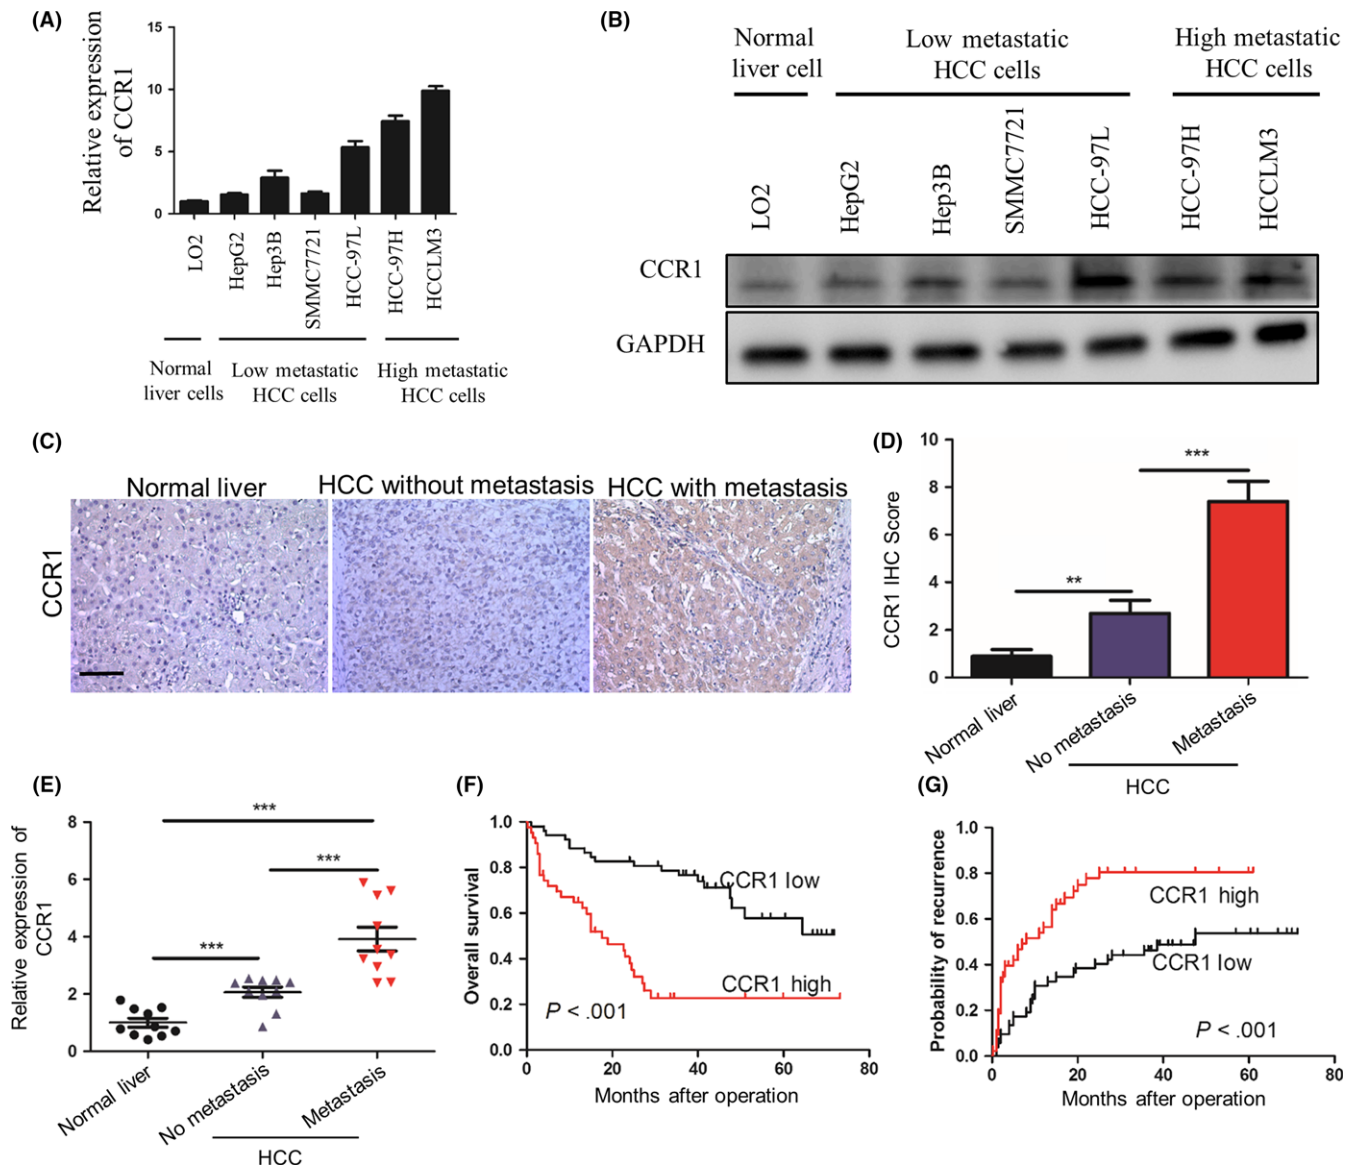 (A)
Relative expression
of CCR1
15
10
5
0
LO2
HepG2
Hep3B
SMMC7721
HCC-97L
HCC-97H
HCCLM3
Normal
liver cells
Low metastatic
HCC cells
High metastatic
HCC cells
(B)
Normal
liver cell
Low metastatic
HCC cells
High metastatic
HCC cells
LO2
HepG2
Hep3B
SMMC7721
HCC-97L
HCC-97H
HCCLM3
CCR1
GAPDH
(C)
Normal liver
HCC without metastasis
HCC with metastasis
CCR1
(D)
CCR1 IHC Score
10
8
6
4
2
0
**
***
Normal liver
No metastasis
Metastasis
HCC
(E)
Relative expression of
CCR1
8
6
4
2
0
***
***
***
Normal liver
No metastasis
Metastasis
HCC
(F)
Overall survival
1.0
0.8
0.6
0.4
0.2
0.0
CCR1 low
CCR1 high
P < .001
0
20
40
60
80
Months after operation
(G)
Probability of recurrence
1.0
0.8
0.6
0.4
0.2
0.0
CCR1 high
CCR1 low
P < .001
0
20
40
60
80
Months after operation